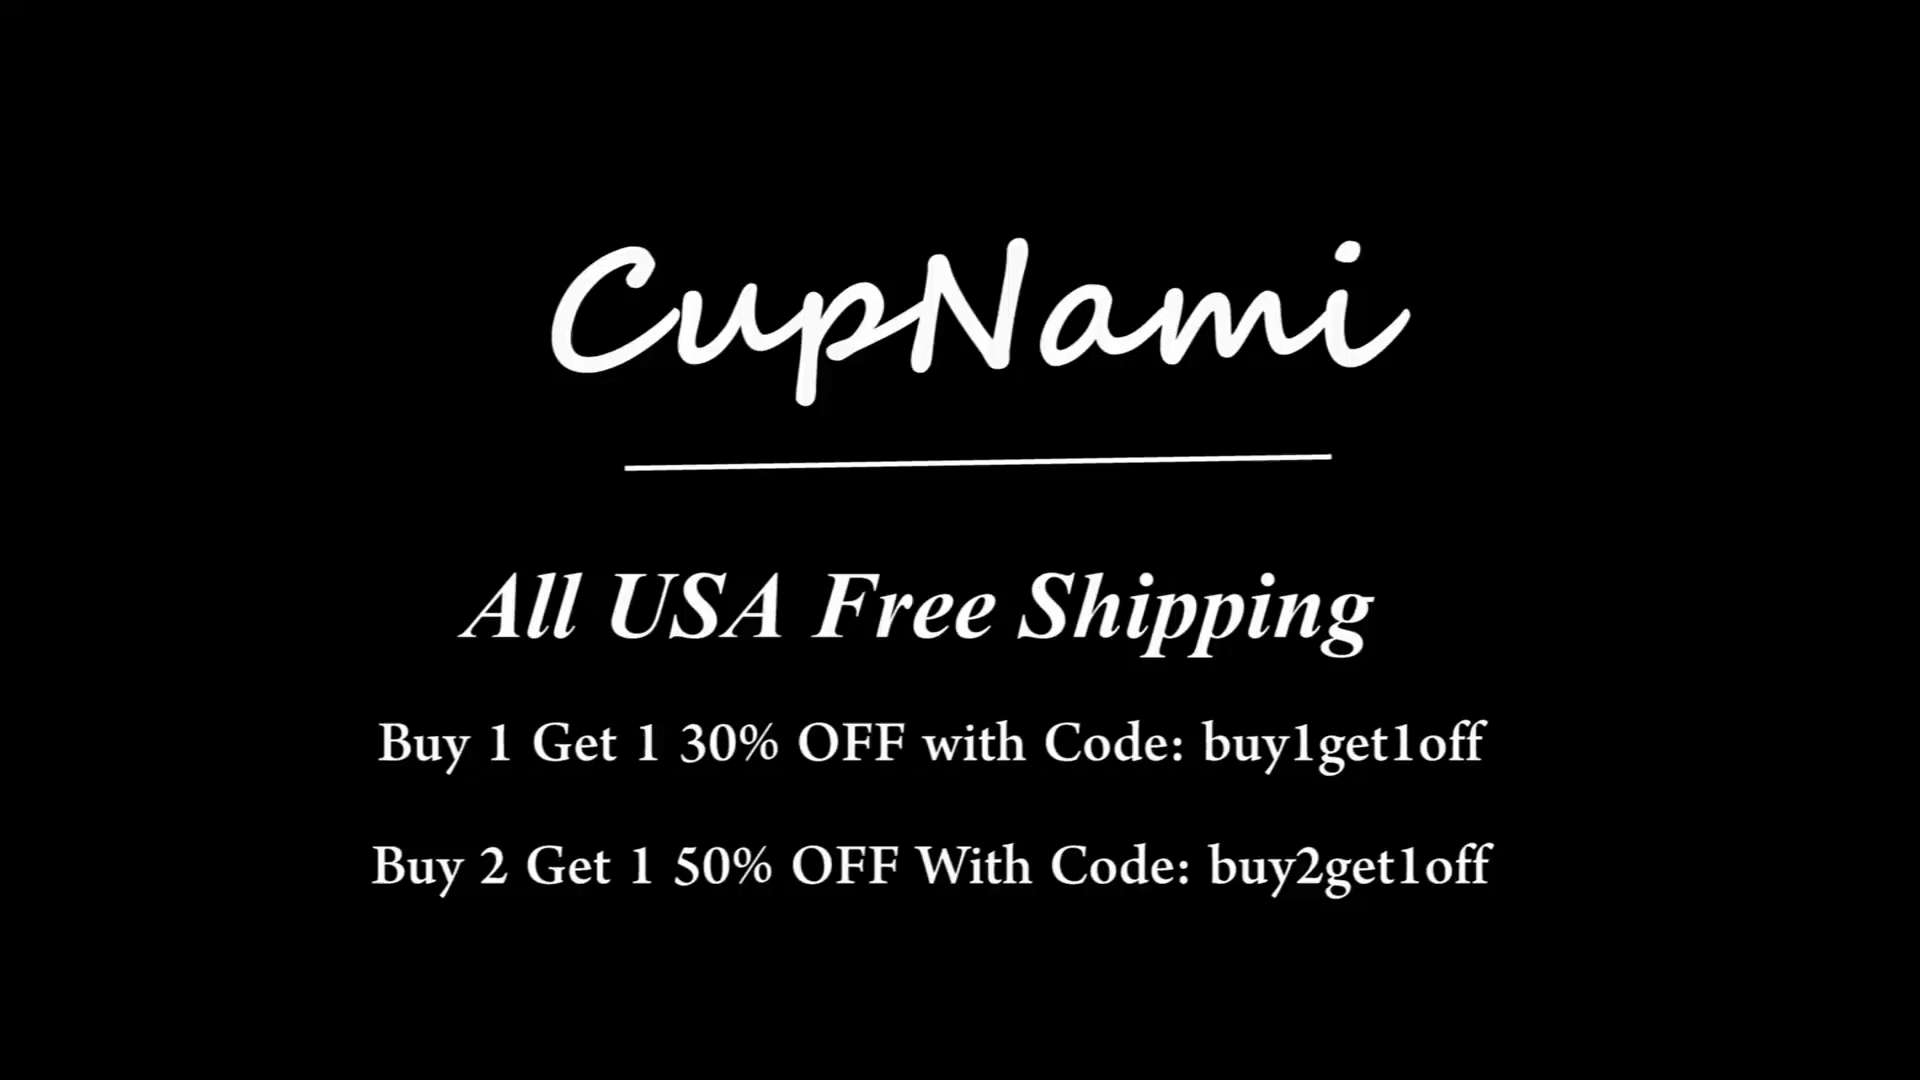 CupNami
All USA Free Shipping
Buy 1 Get 1 30% OFF with Code: buy1get1off
Buy 2 Get 1 50% OFF With Code: buy2get1off